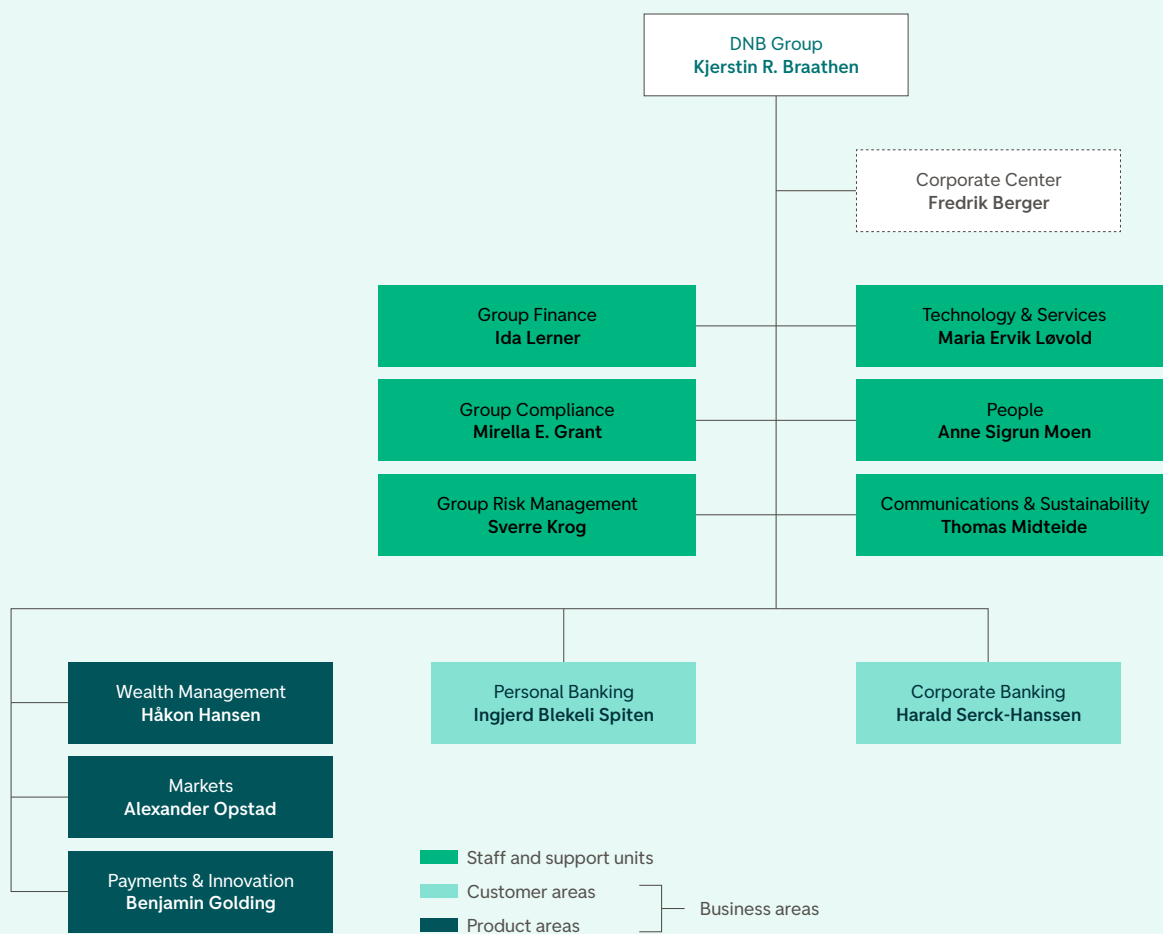 DNB Group
Kjerstin R. Braathen
Corporate Center
Fredrik Berger
Group Finance
Ida Lerner
Technology & Services
Maria Ervik Løvold
Group Compliance
Mirella E. Grant
People
Anne Sigrun Moen
Group Risk Management
Sverre Krog
Communications & Sustainability
Thomas Midteide
Wealth Management
Håkon Hansen
Personal Banking
Ingjerd Blekeli Spiten
Corporate Banking
Harald Serck-Hanssen
Markets
Alexander Opstad
Payments & Innovation
Benjamin Golding
Staff and support units
Customer areas
Product areas
Business areas